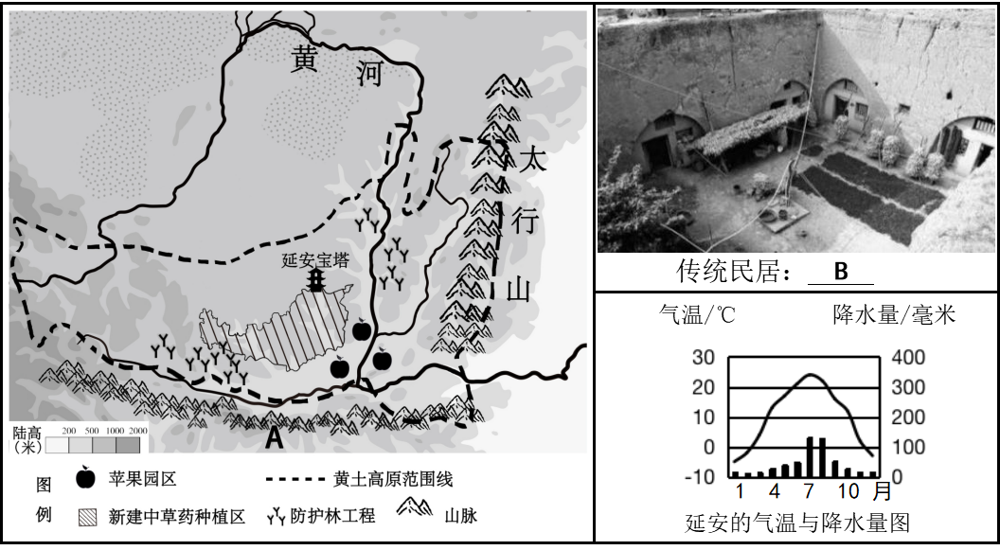 黄
河
太
行
山
延安宝塔
A
陆高
(米)
200 500 1000 2000
图
例
苹果园区
黄土高原范围线
新建中草药种植区
防护林工程
山脉
传统民居： B
气温/℃
降水量/毫米
30 400
20 300
10 200
0 100
-10 0
1 4 7 10 月
延安的气温与降水量图